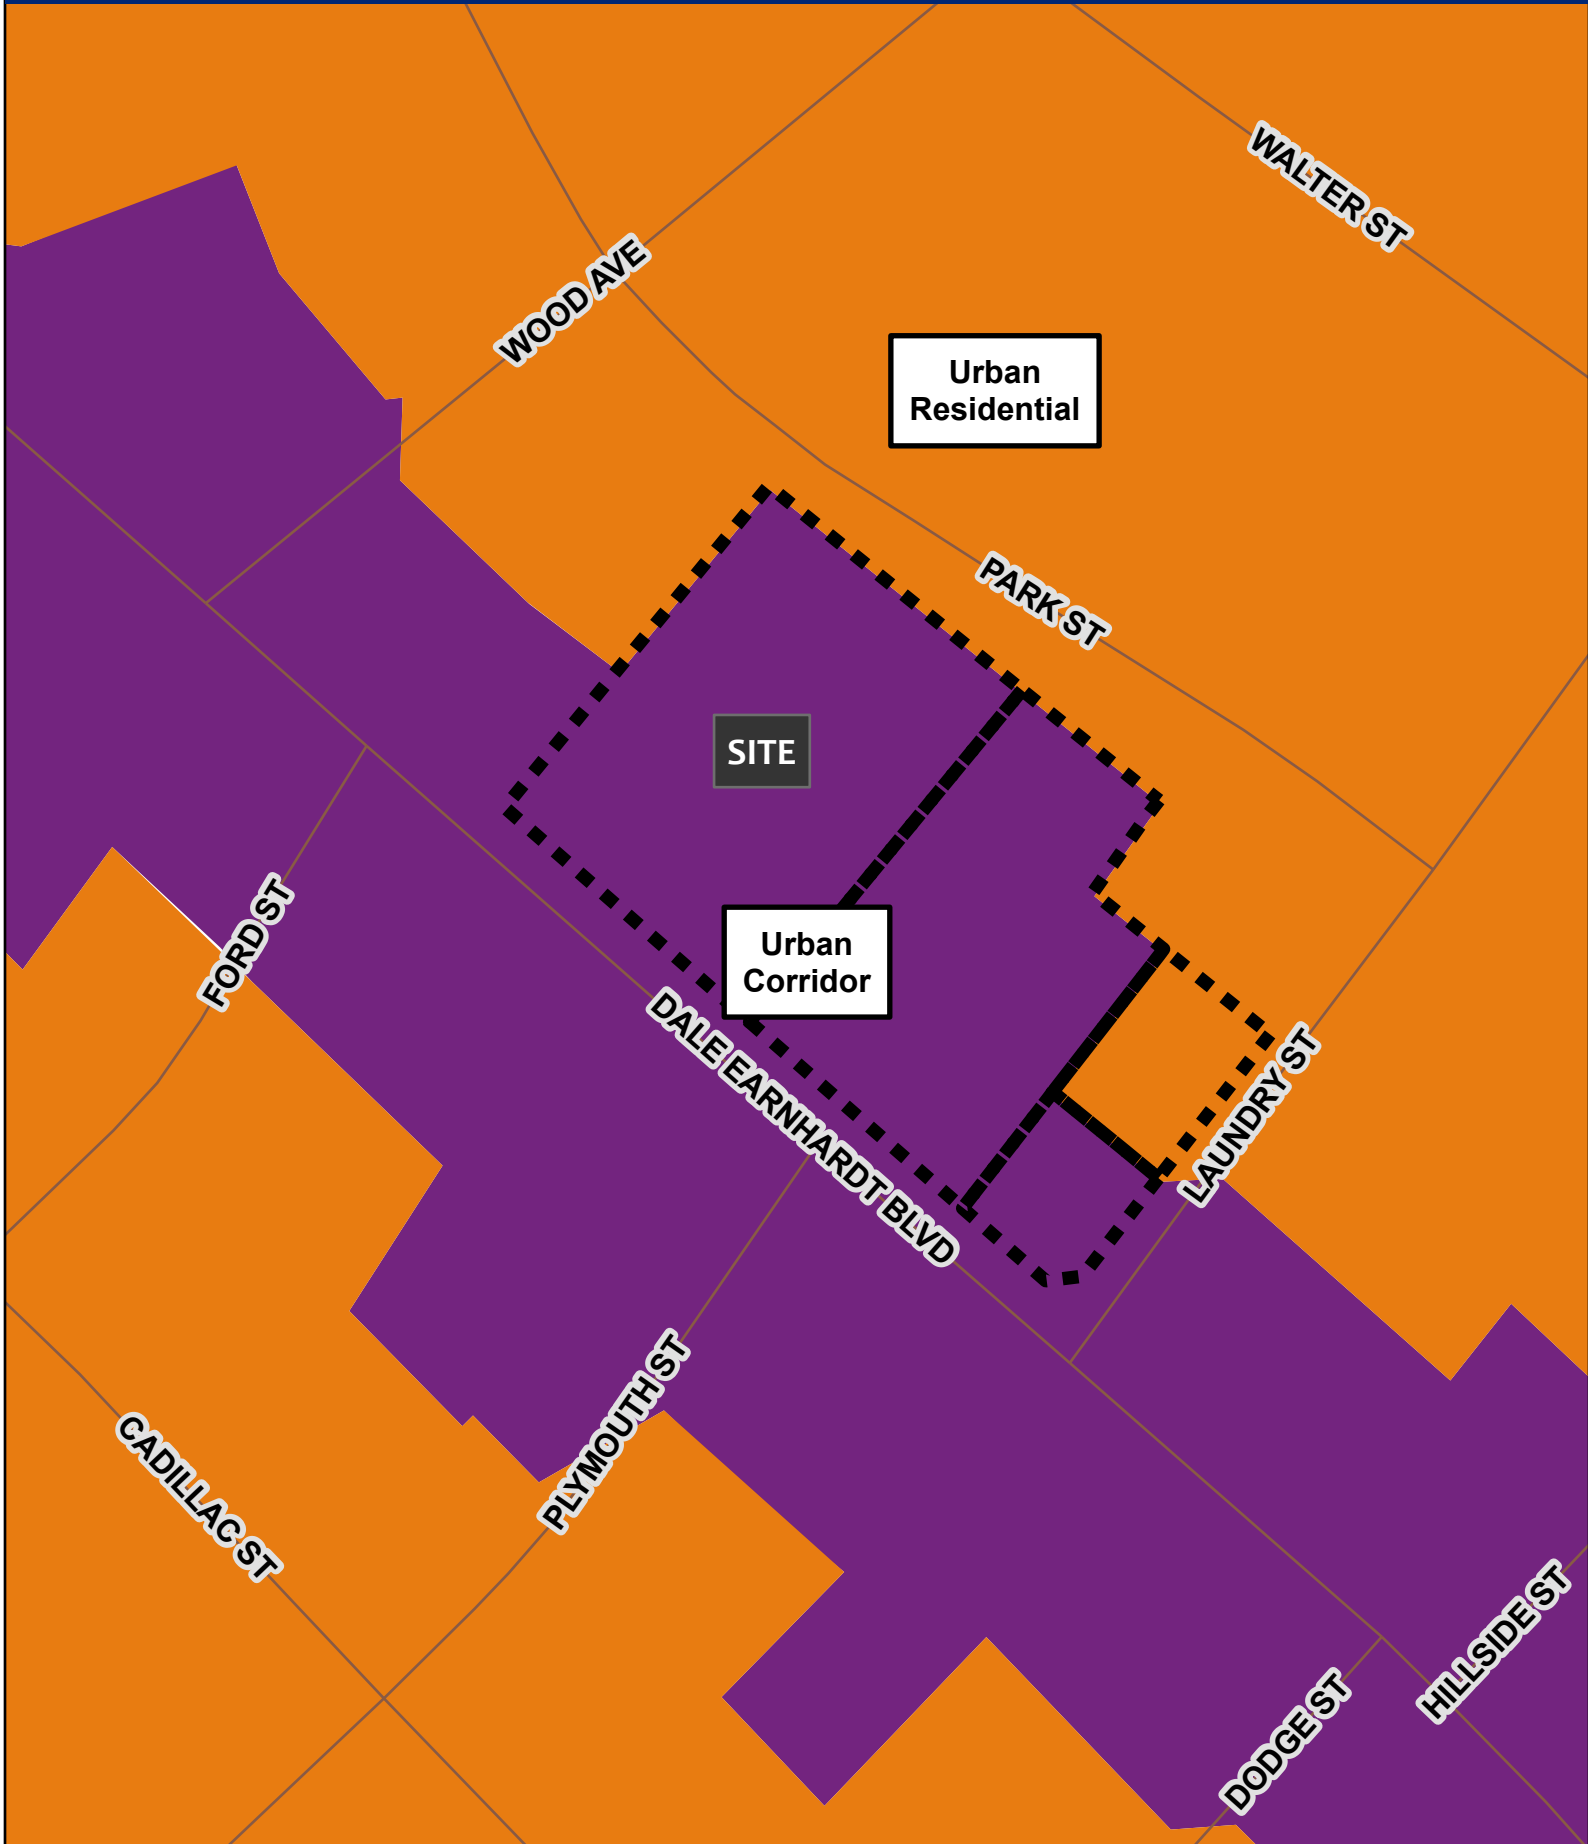 WALTER ST
WOOD AVE
Urban
Residential
PARK ST
SITE
FORD ST
Urban
Corridor
DALE EARNHARDT BLVD
LAUNDRY ST
PLYMOUTH ST
CADILLAC ST
HILLSIDE ST
DODGE ST